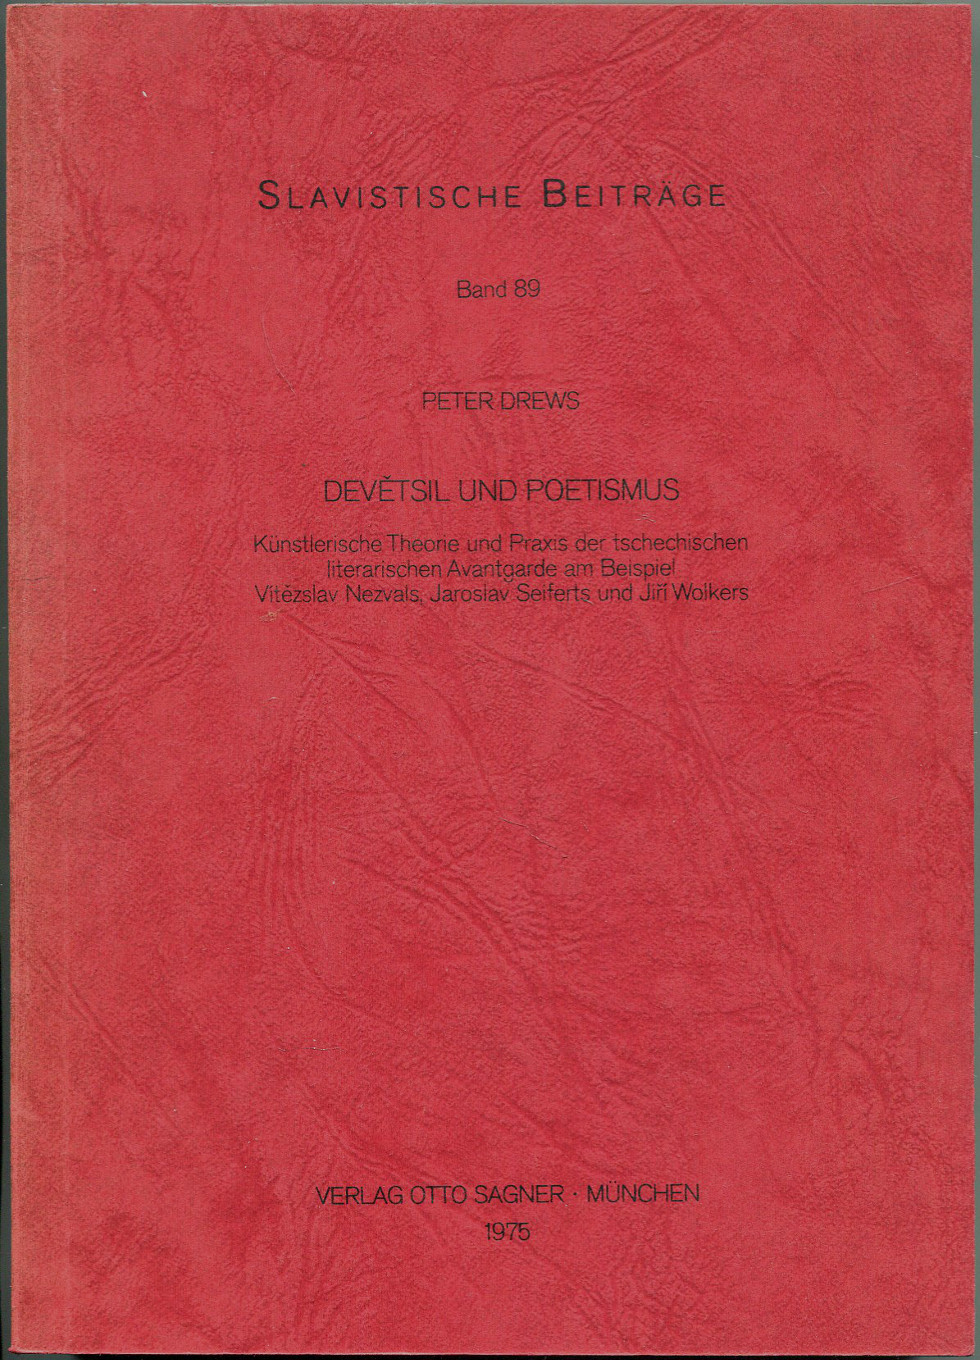 SLAVISTISCHE BEITRÄGE
Band 89
PETER DREWS
DEVĚTSIL UND POETISMUS
Künstlerische Theorie und Praxis der tschechischen
literarischen Avantgarde am Beispiel
Vítězslav Nezvals, Jaroslav Seiferts und Jiří Wolkers
VERLAG OTTO SAGNER · MÜNCHEN
1975